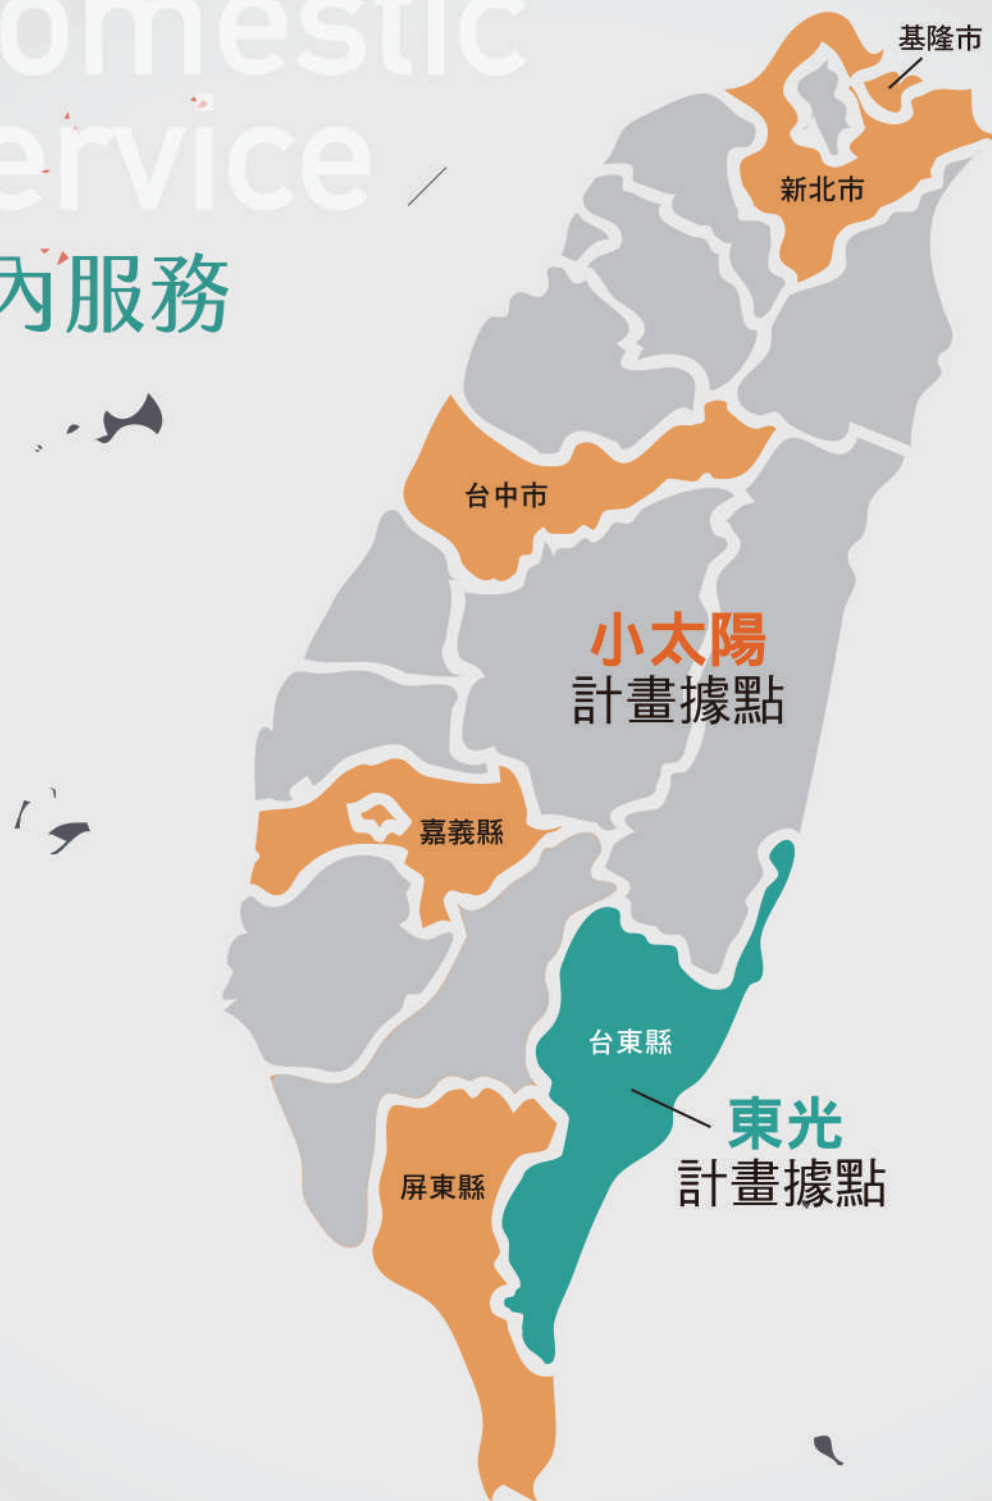 omestic
ervice
內服務
基隆市
新北市
台中市
小太陽
計畫據點
嘉義縣
台東縣
東光
計畫據點
屏東縣